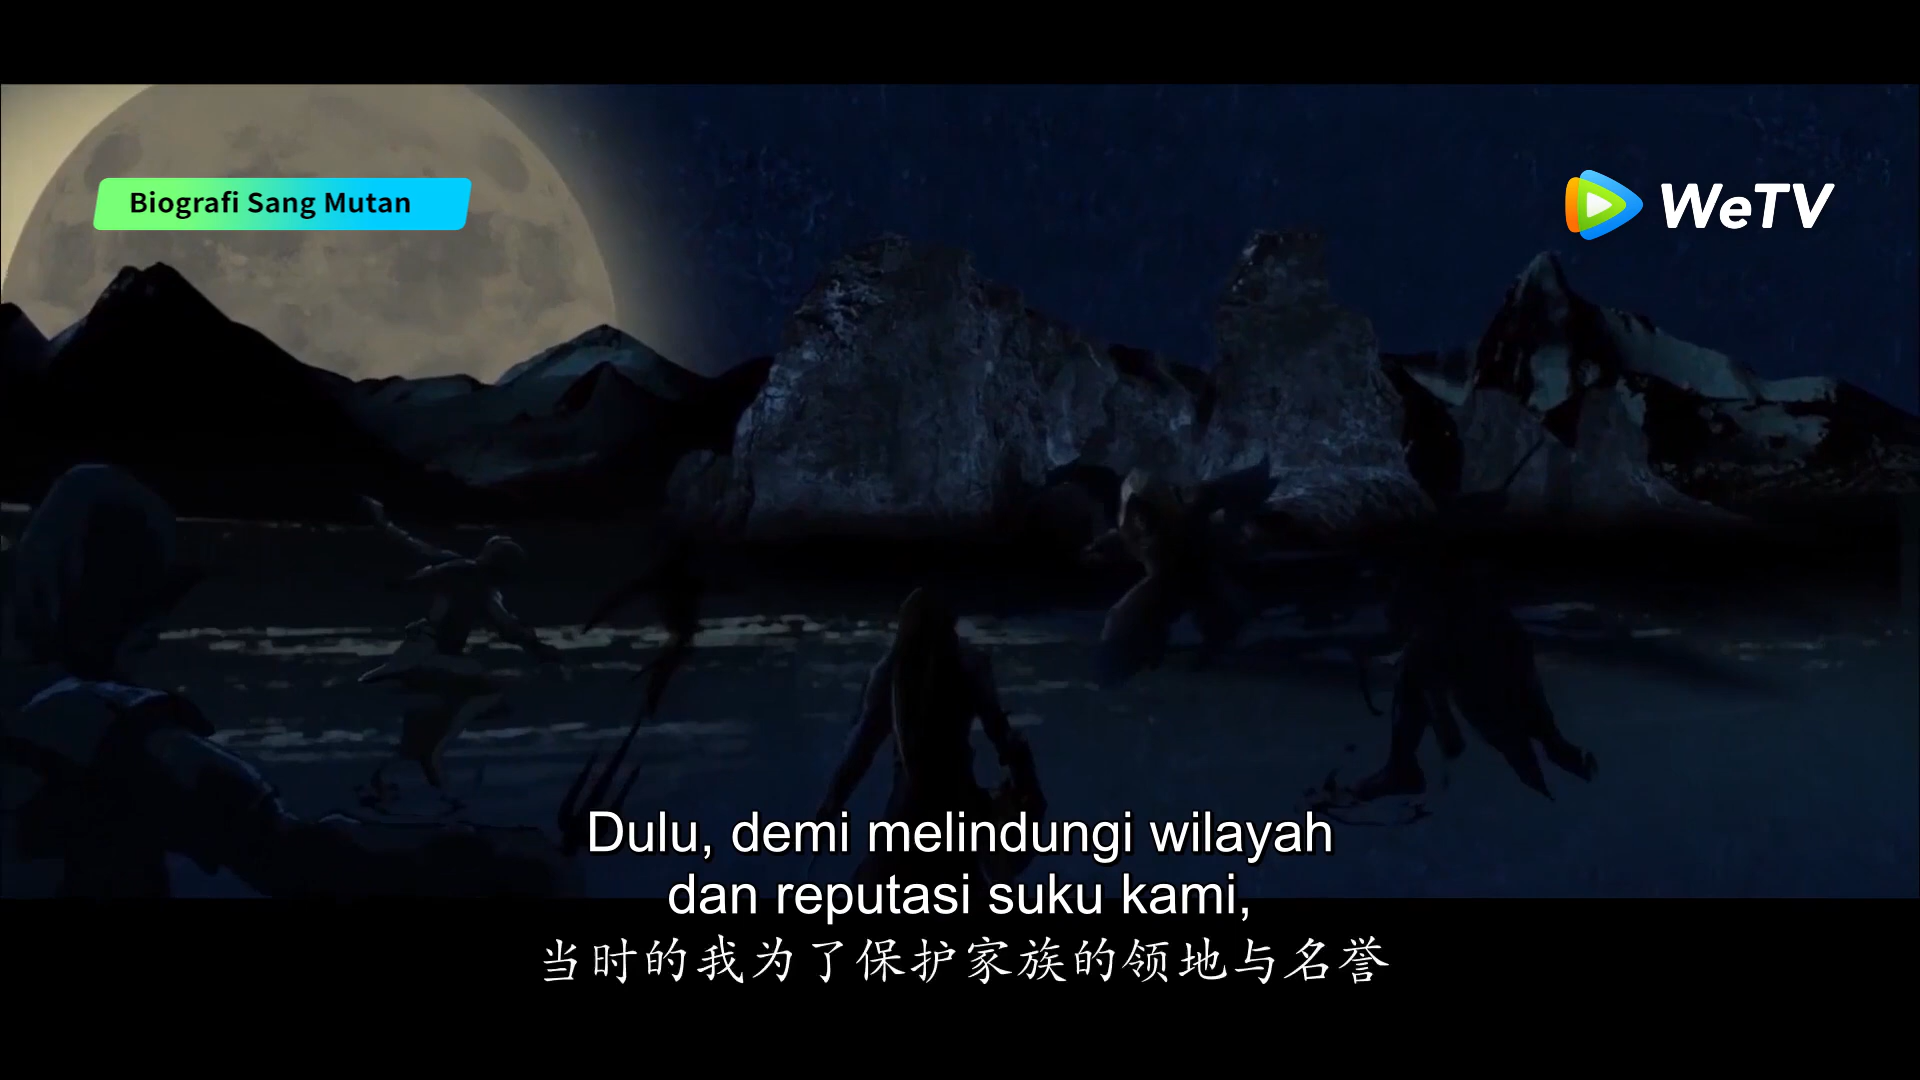 Biografi Sang Mutan
WeTV
Dulu, demi melindungi wilayah
dan reputasi suku kami,
当时的我为了保护家族的领地与名誉